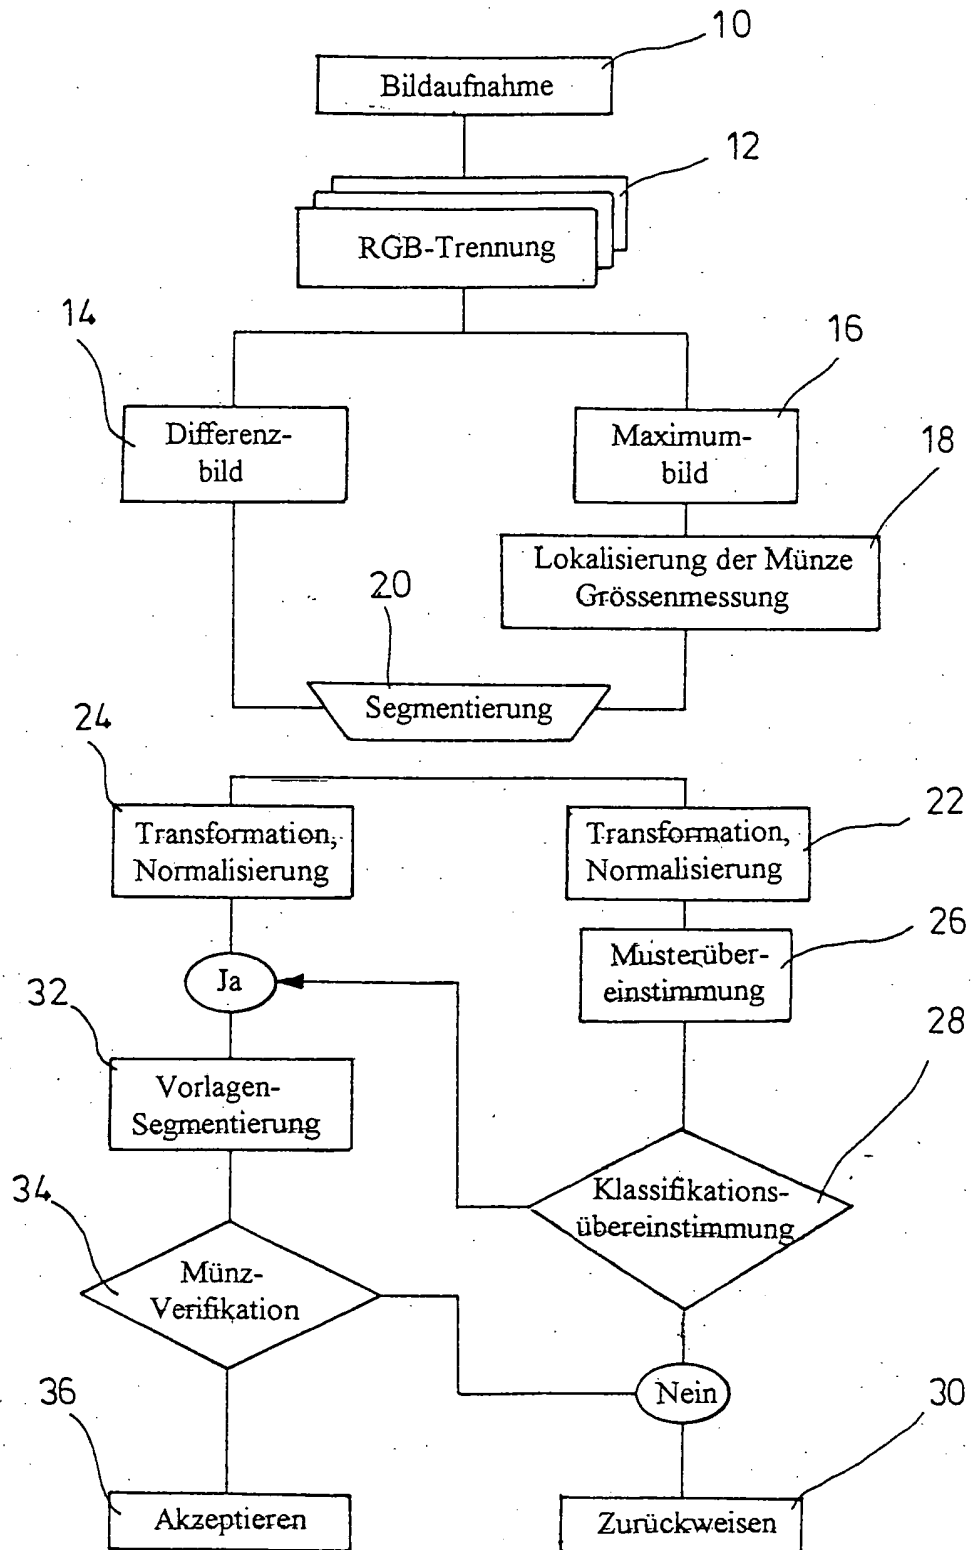 10
Bildaufnahme
12
RGB-Trennung
14
16
Differenz-
bild
Maximum-
bild
18
Lokalisierung der Münze
Grössenmessung
20
Segmentierung
24
22
Transformation,
Normalisierung
Transformation,
Normalisierung
26
Musterüber-
einstimmung
Ja
32
28
Vorlagen-
Segmentierung
34
Klassifikations-
übereinstimmung
Münz-
Verifikation
36
Nein
30
Akzeptieren
Zurückweisen